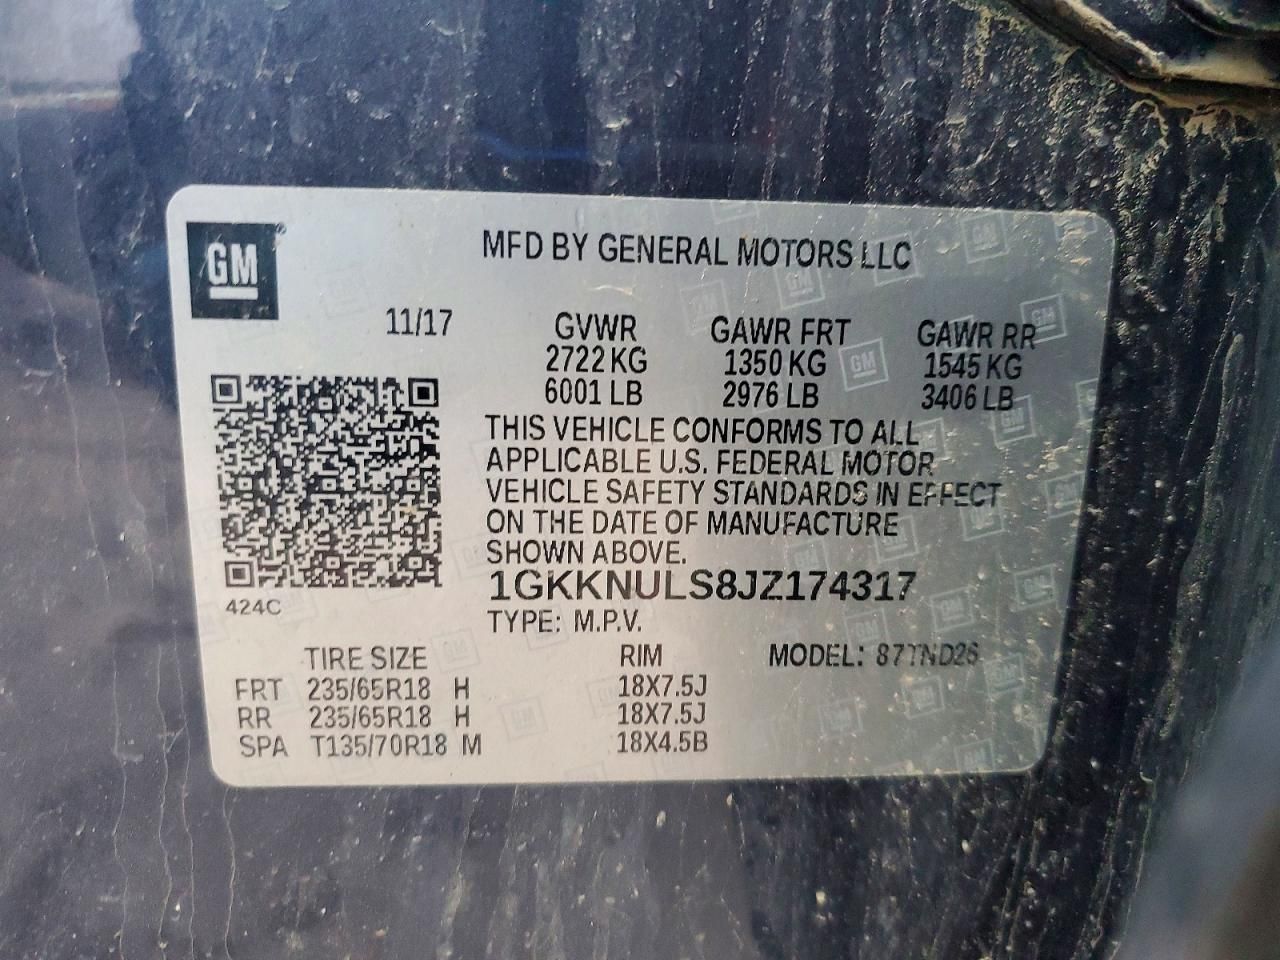 GM
MFD BY GENERAL MOTORS LLC
11/17 GVWR GAWR FRT GAWR RR
2722 KG 1350 KG 1545 KG
6001 LB 2976 LB 3406 LB
THIS VEHICLE CONFORMS TO ALL
APPLICABLE U.S. FEDERAL MOTOR
VEHICLE SAFETY STANDARDS IN EFFECT
ON THE DATE OF MANUFACTURE
SHOWN ABOVE.
1GKKNULS8JZ174317
424C
TYPE: M.P.V.
TIRE SIZE RIM MODEL: 87TND26
FRT 235/65R18 H 18X7.5J
RR 235/65R18 H 18X7.5J
SPA T135/70R18 M 18X4.5B